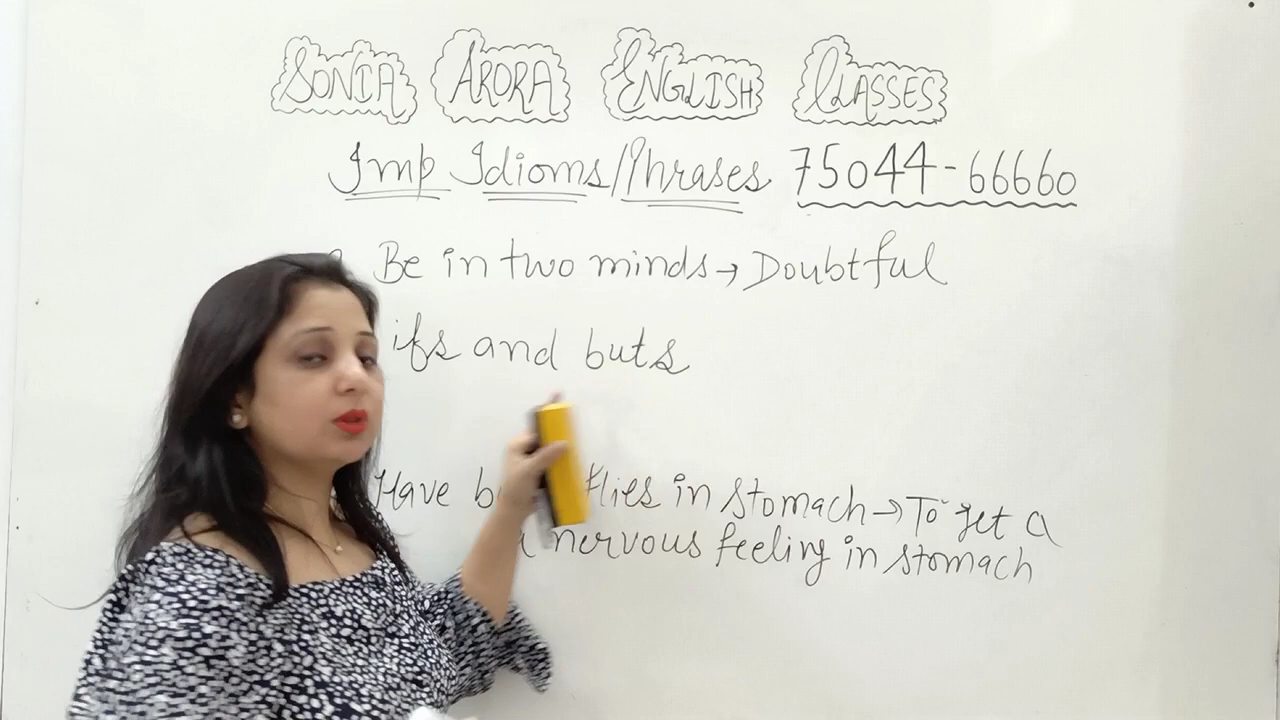 SONIA ARORA ENGLISH CLASSES
Imp Idioms/Phrases 75044-66660
Be in two minds → Doubtful
ifs and buts
Have flies in stomach → To get a
nervous feeling in stomach